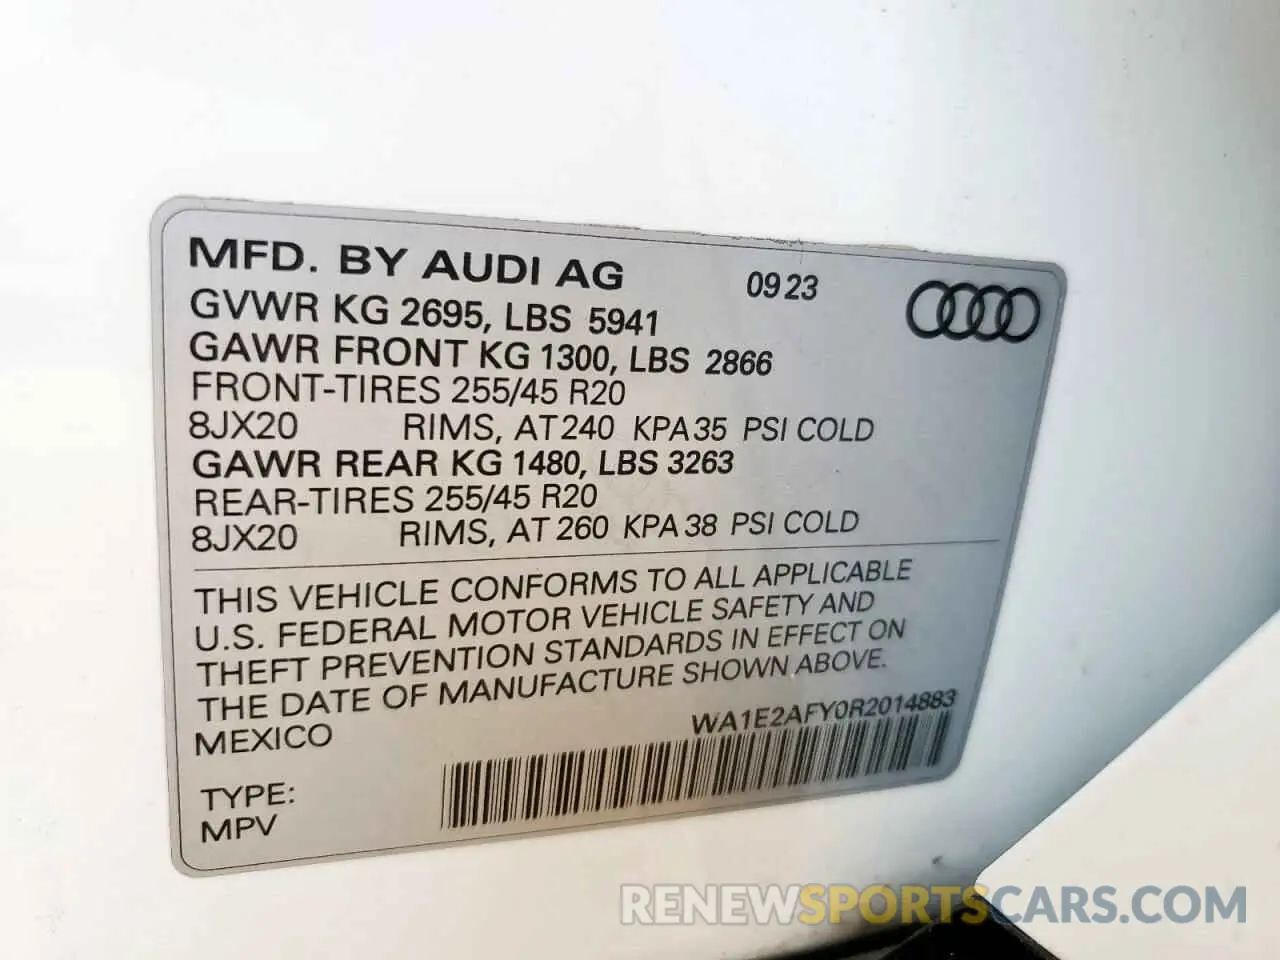 MFD. BY AUDI AG 09 23
GVWR KG 2695, LBS 5941
GAWR FRONT KG 1300, LBS 2866
FRONT-TIRES 255/45 R20
8JX20 RIMS, AT 240 KPA 35 PSI COLD
GAWR REAR KG 1480, LBS 3263
REAR-TIRES 255/45 R20
8JX20 RIMS, AT 260 KPA 38 PSI COLD
THIS VEHICLE CONFORMS TO ALL APPLICABLE
U.S. FEDERAL MOTOR VEHICLE SAFETY AND
THEFT PREVENTION STANDARDS IN EFFECT ON
THE DATE OF MANUFACTURE SHOWN ABOVE.
MEXICO WA1E2AFY0R2014883
TYPE:
MPV
RENEWSPORTSCARS.COM